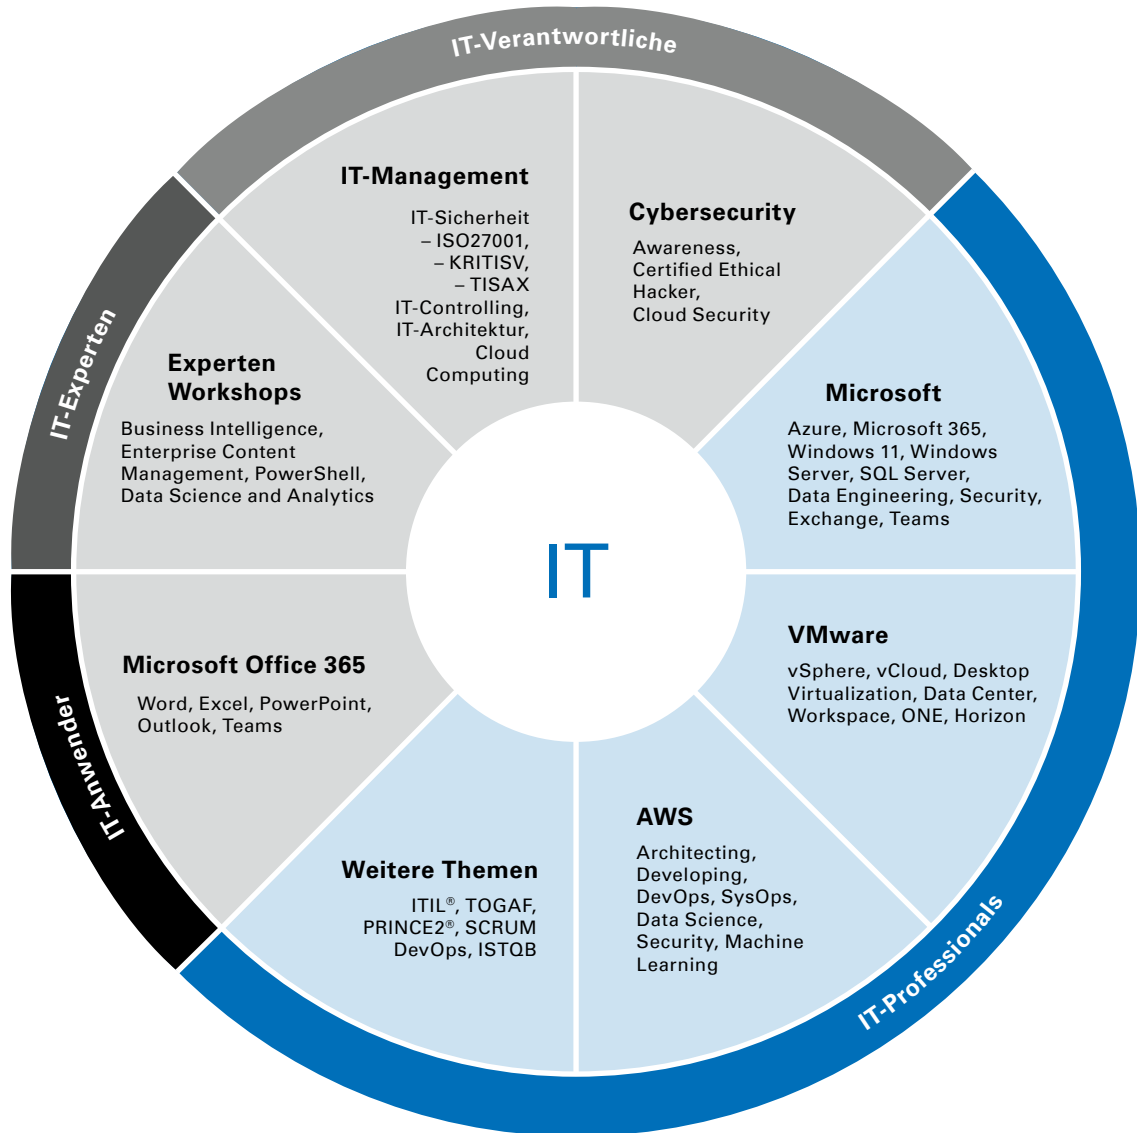 IT-Verantwortliche
IT-Management
IT-Sicherheit
– ISO27001,
– KRITISV,
– TISAX
IT-Controlling,
IT-Architektur,
Cloud
Computing
Cybersecurity
Awareness,
Certified Ethical
Hacker,
Cloud Security
IT-Experten
Experten
Workshops
Business Intelligence,
Enterprise Content
Management, PowerShell,
Data Science and Analytics
Microsoft
Azure, Microsoft 365,
Windows 11, Windows
Server, SQL Server,
Data Engineering, Security,
Exchange, Teams
IT
VMware
vSphere, vCloud, Desktop
Virtualization, Data Center,
Workspace, ONE, Horizon
IT-Anwender
Microsoft Office 365
Word, Excel, PowerPoint,
Outlook, Teams
Weitere Themen
ITIL®, TOGAF,
PRINCE2®, SCRUM
DevOps, ISTQB
AWS
Architecting,
Developing,
DevOps, SysOps,
Data Science,
Security, Machine
Learning
IT-Professionals